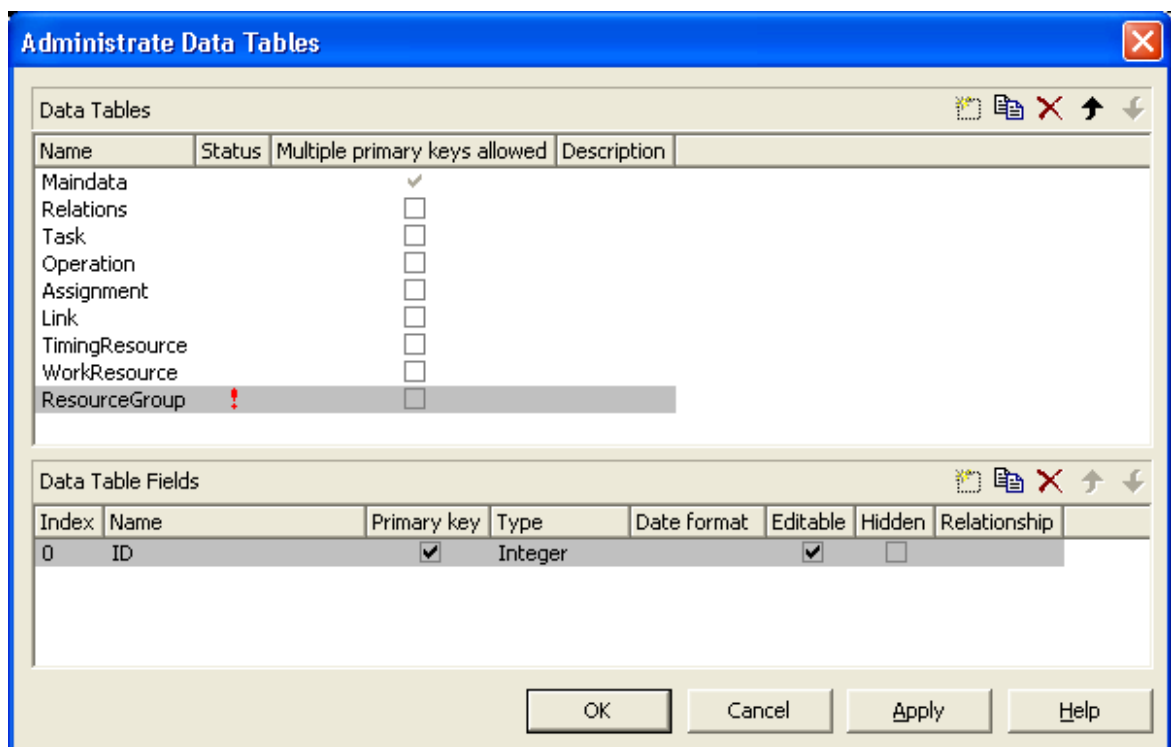 Administrate Data Tables
Data Tables
Name Status Multiple primary keys allowed Description
Maindata
Relations
Task
Operation
Assignment
Link
TimingResource
WorkResource
ResourceGroup !
Data Table Fields
Index Name Primary key Type Date format Editable Hidden Relationship
0 ID Integer
OK Cancel Apply Help